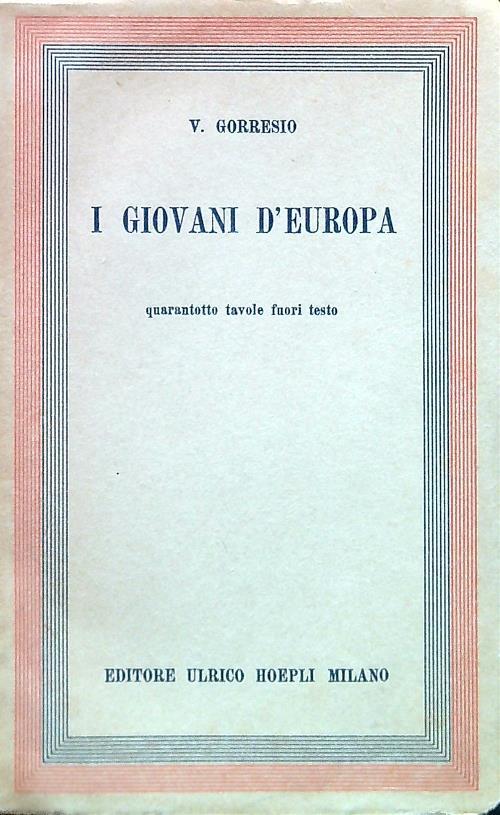 V. GORRESIO
I GIOVANI D'EUROPA
quarantotto tavole fuori testo
EDITORE ULRICO HOEPLI MILANO